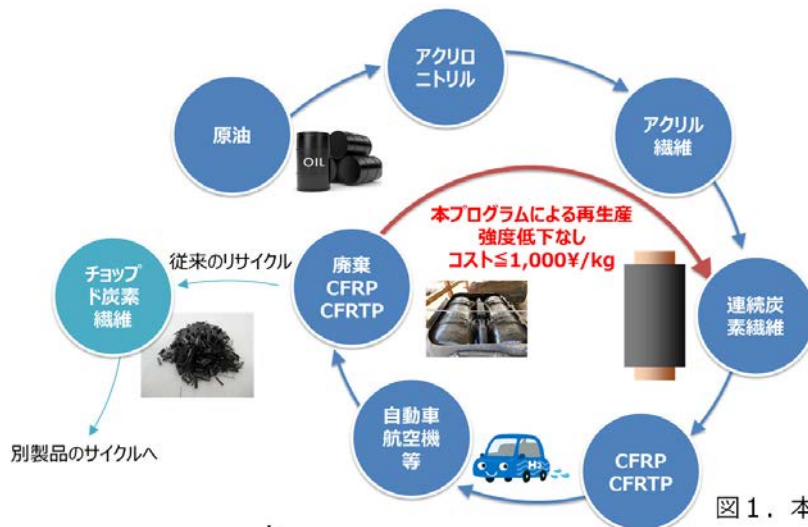 アクリロ
ニトリル
原油
OIL
アクリル
繊維
本プログラムによる再生産
強度低下なし
コスト≦1,000¥/kg
従来のリサイクル
チョップ
ド炭素
繊維
廃棄
CFRP
CFRTP
連続炭
素繊維
自動車
航空機
等
H2
別製品のサイクルへ
CFRP
CFRTP
図1．本